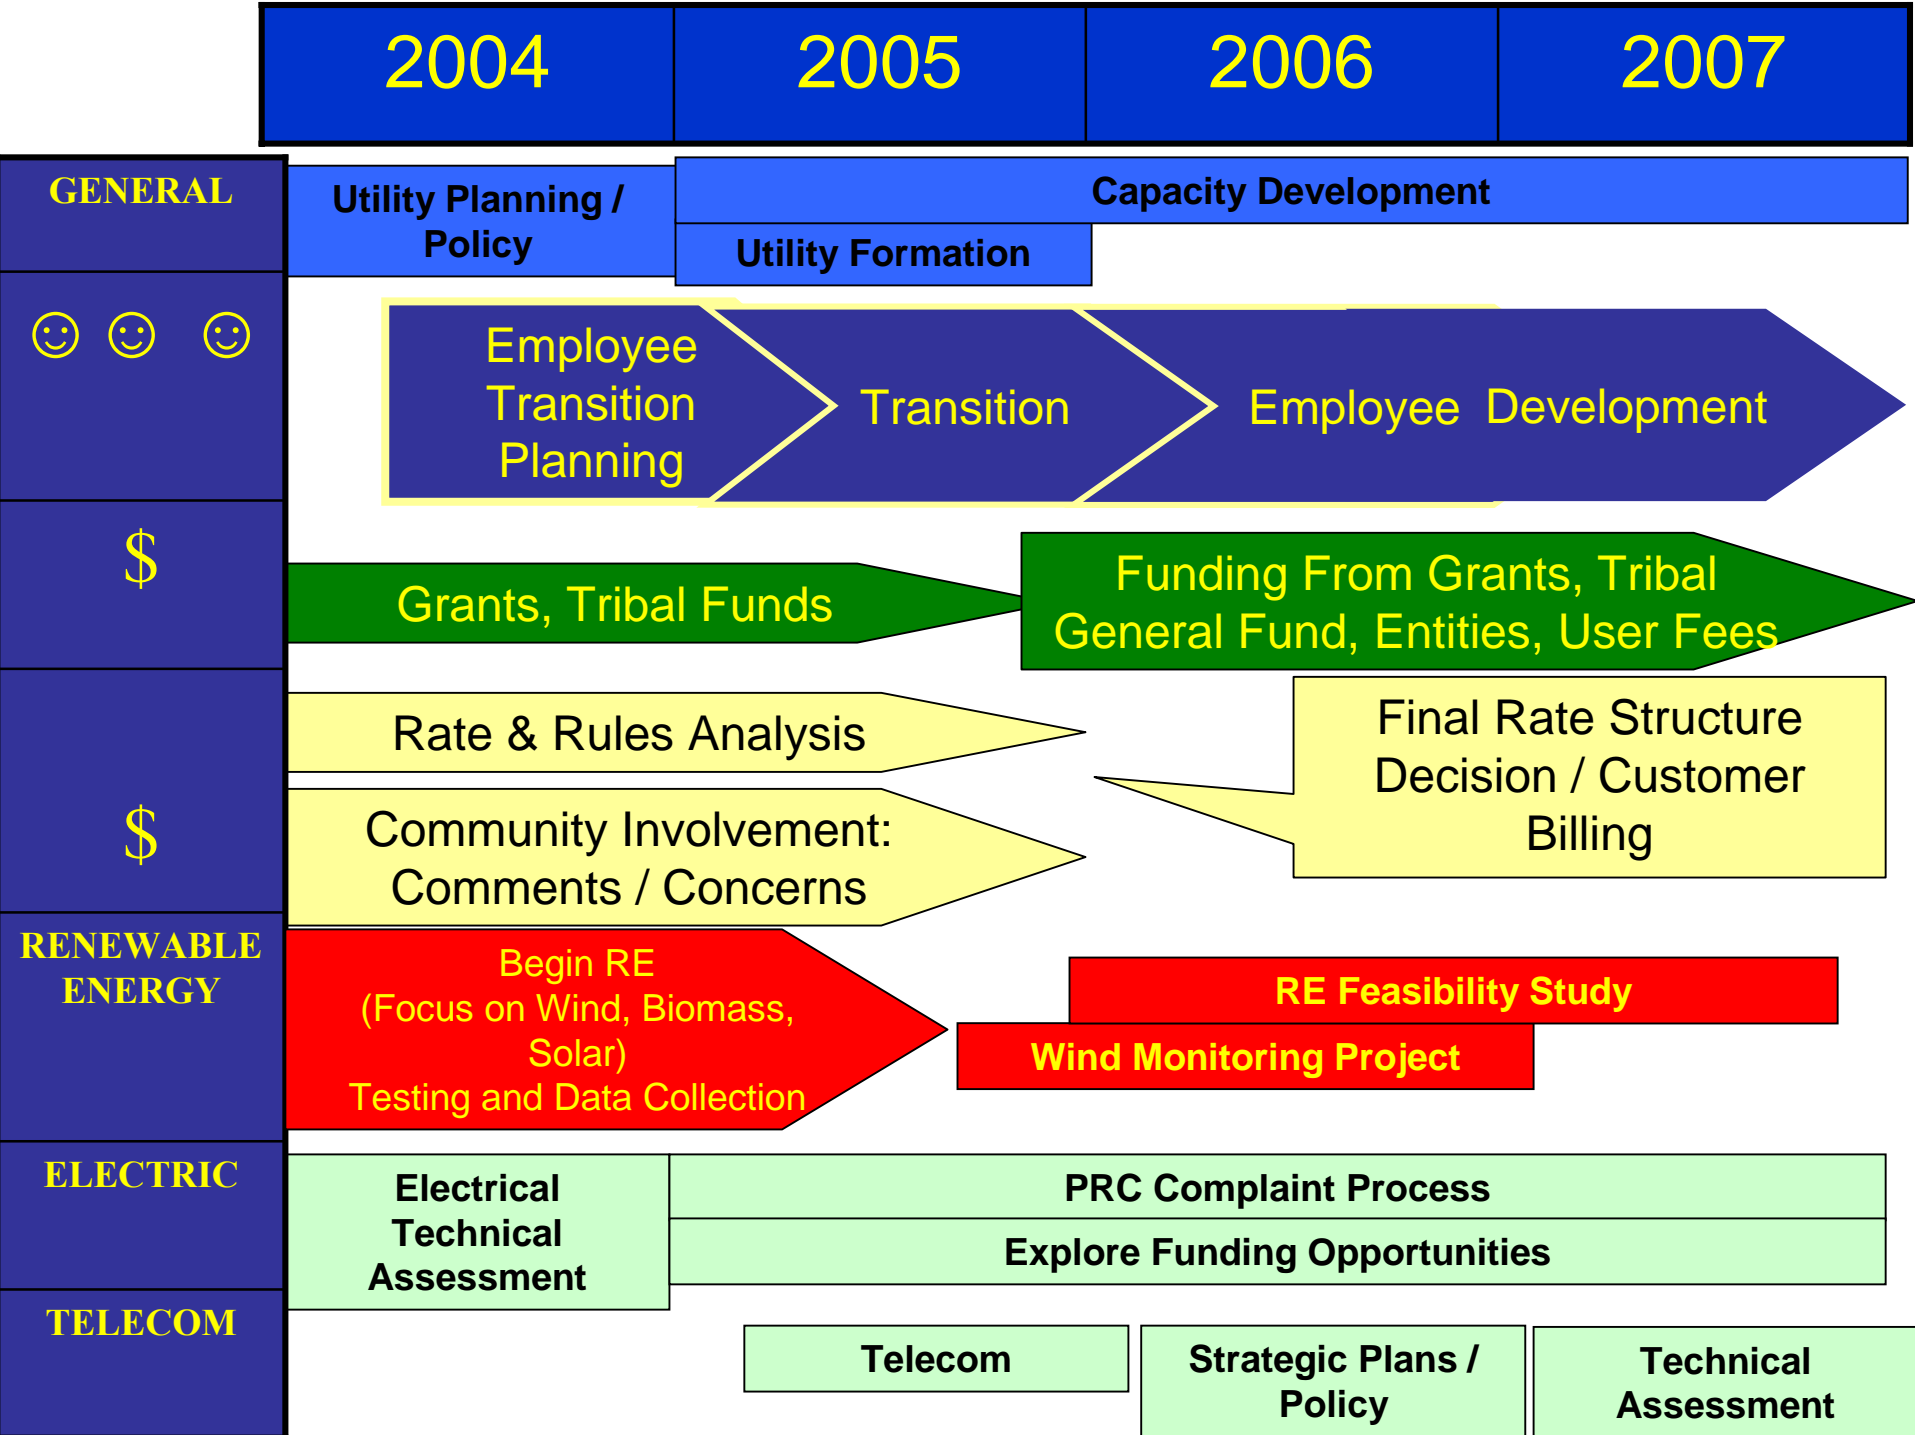 2004 2005 2006 2007
GENERAL
Utility Planning /
Policy
Capacity Development
Utility Formation
☺☺ ☺
Employee
Transition
Planning
Transition
Employee Development
$
Grants, Tribal Funds
Funding From Grants, Tribal
General Fund, Entities, User Fees
$
Rate & Rules Analysis
Community Involvement:
Comments / Concerns
Final Rate Structure
Decision / Customer
Billing
RENEWABLE
ENERGY
Begin RE
(Focus on Wind, Biomass,
Solar)
Testing and Data Collection
RE Feasibility Study
Wind Monitoring Project
ELECTRIC
Electrical
Technical
Assessment
PRC Complaint Process
Explore Funding Opportunities
TELECOM
Telecom
Strategic Plans /
Policy
Technical
Assessment